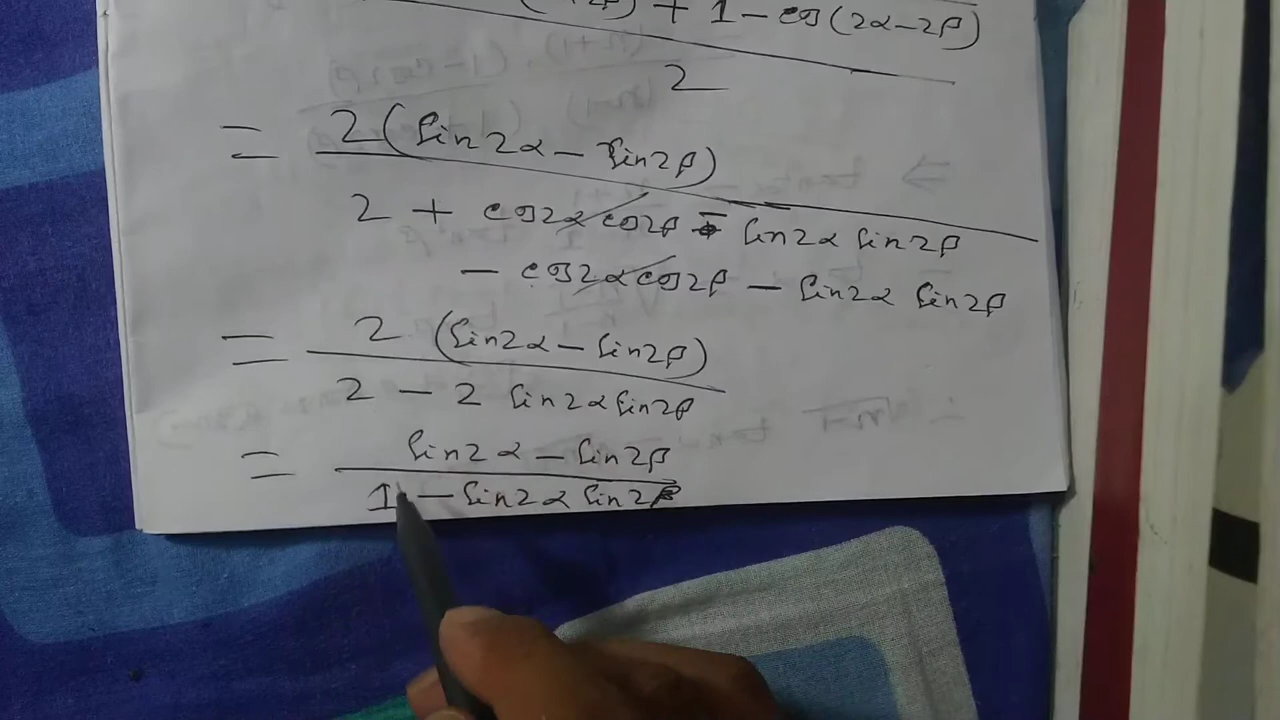 2β) + 1 - cos(2α-2β)
2
= 2(sin2α - sin2β)
2 + cos2α cos2β - sin2α sin2β
- cos2α cos2β - sin2α sin2β
= 2 (sin2α - sin2β)
2 - 2 sin2α sin2β
= sin2α - sin2β
1 - sin2α sin2β